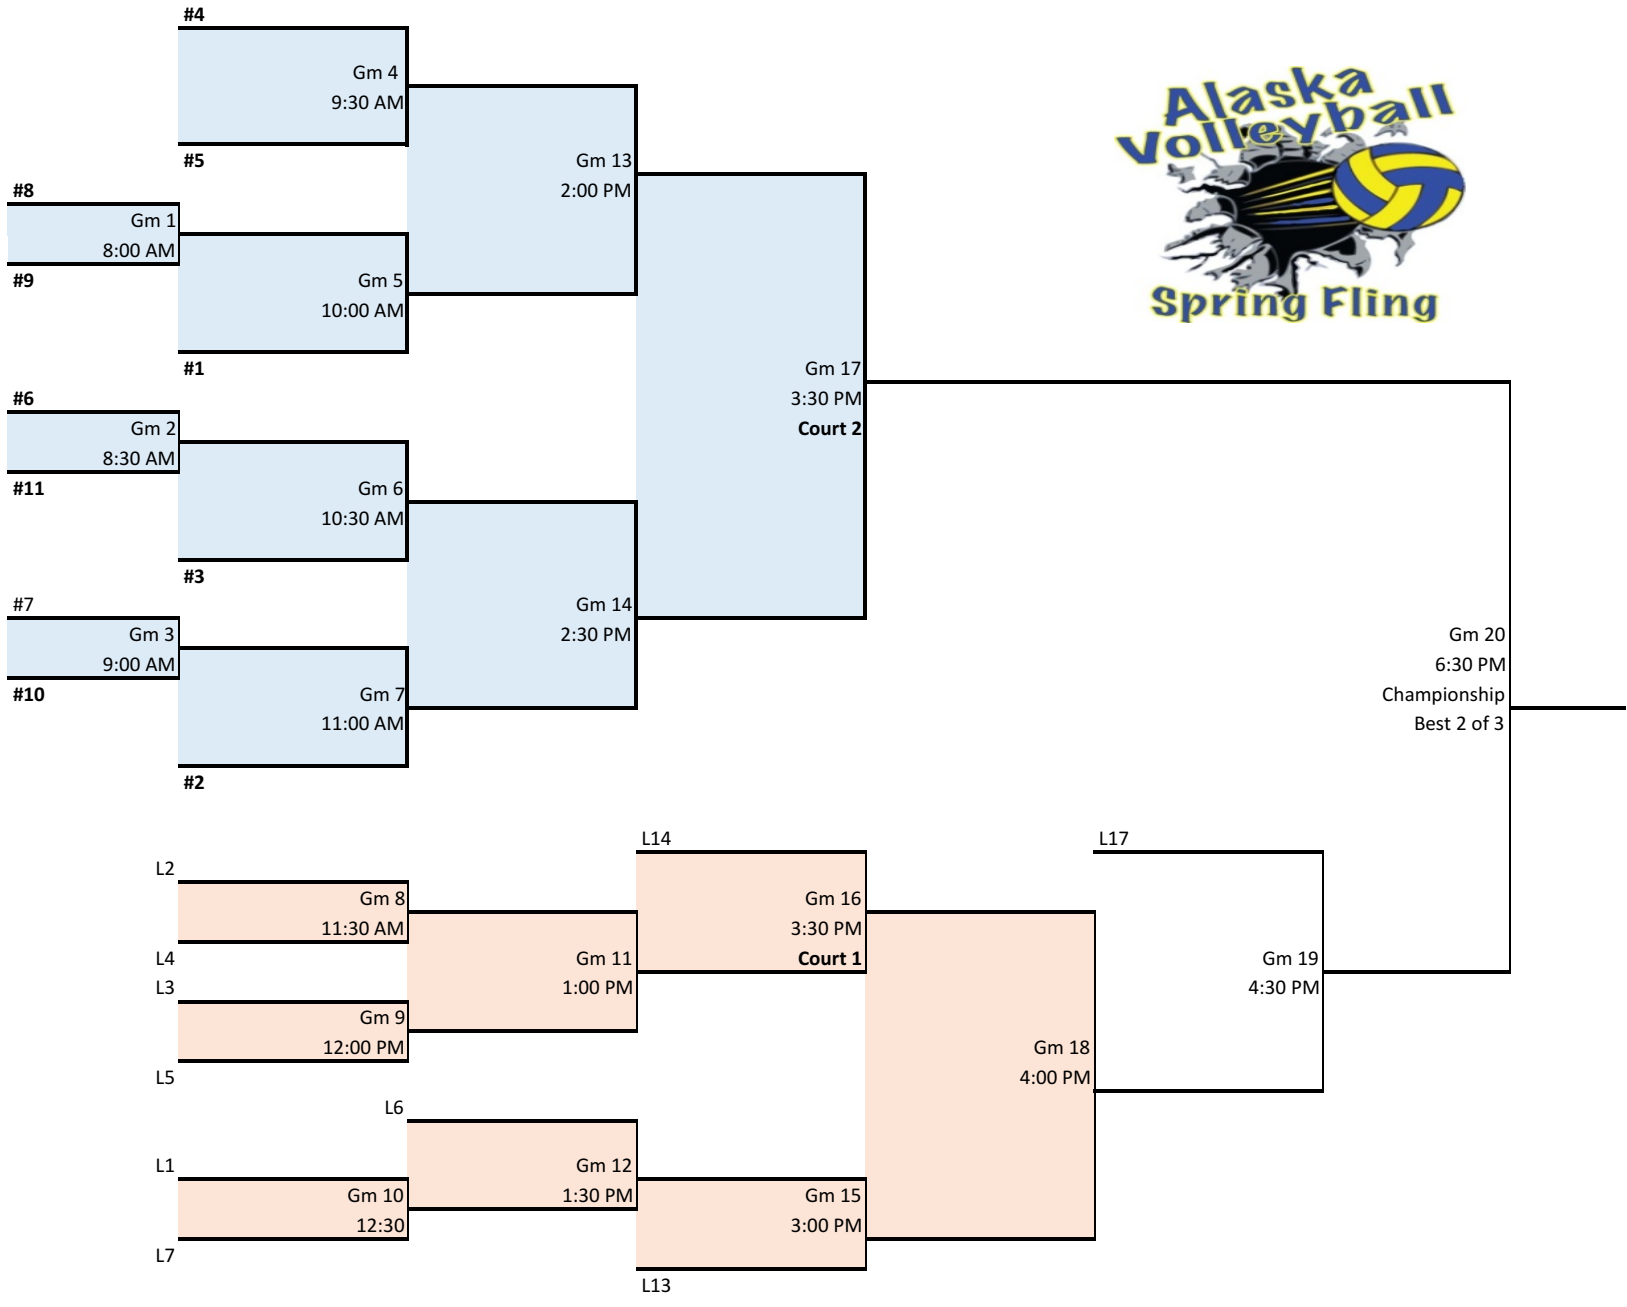 #4
Gm 4
9:30 AM
#5
Alaska
Volleyball
Spring Fling
Gm 13
2:00 PM
#8
Gm 1
8:00 AM
#9
Gm 5
10:00 AM
#1
Gm 17
3:30 PM
Court 2
#6
Gm 2
8:30 AM
#11
Gm 6
10:30 AM
#3
#7
Gm 3
9:00 AM
#10
Gm 14
2:30 PM
Gm 7
11:00 AM
#2
Gm 20
6:30 PM
Championship
Best 2 of 3
L14
L17
L2
Gm 8
11:30 AM
L4
Gm 16
3:30 PM
Court 1
Gm 11
1:00 PM
Gm 19
4:30 PM
L3
Gm 9
12:00 PM
L5
Gm 18
4:00 PM
L6
L1
Gm 12
1:30 PM
Gm 10
12:30
L7
Gm 15
3:00 PM
L13